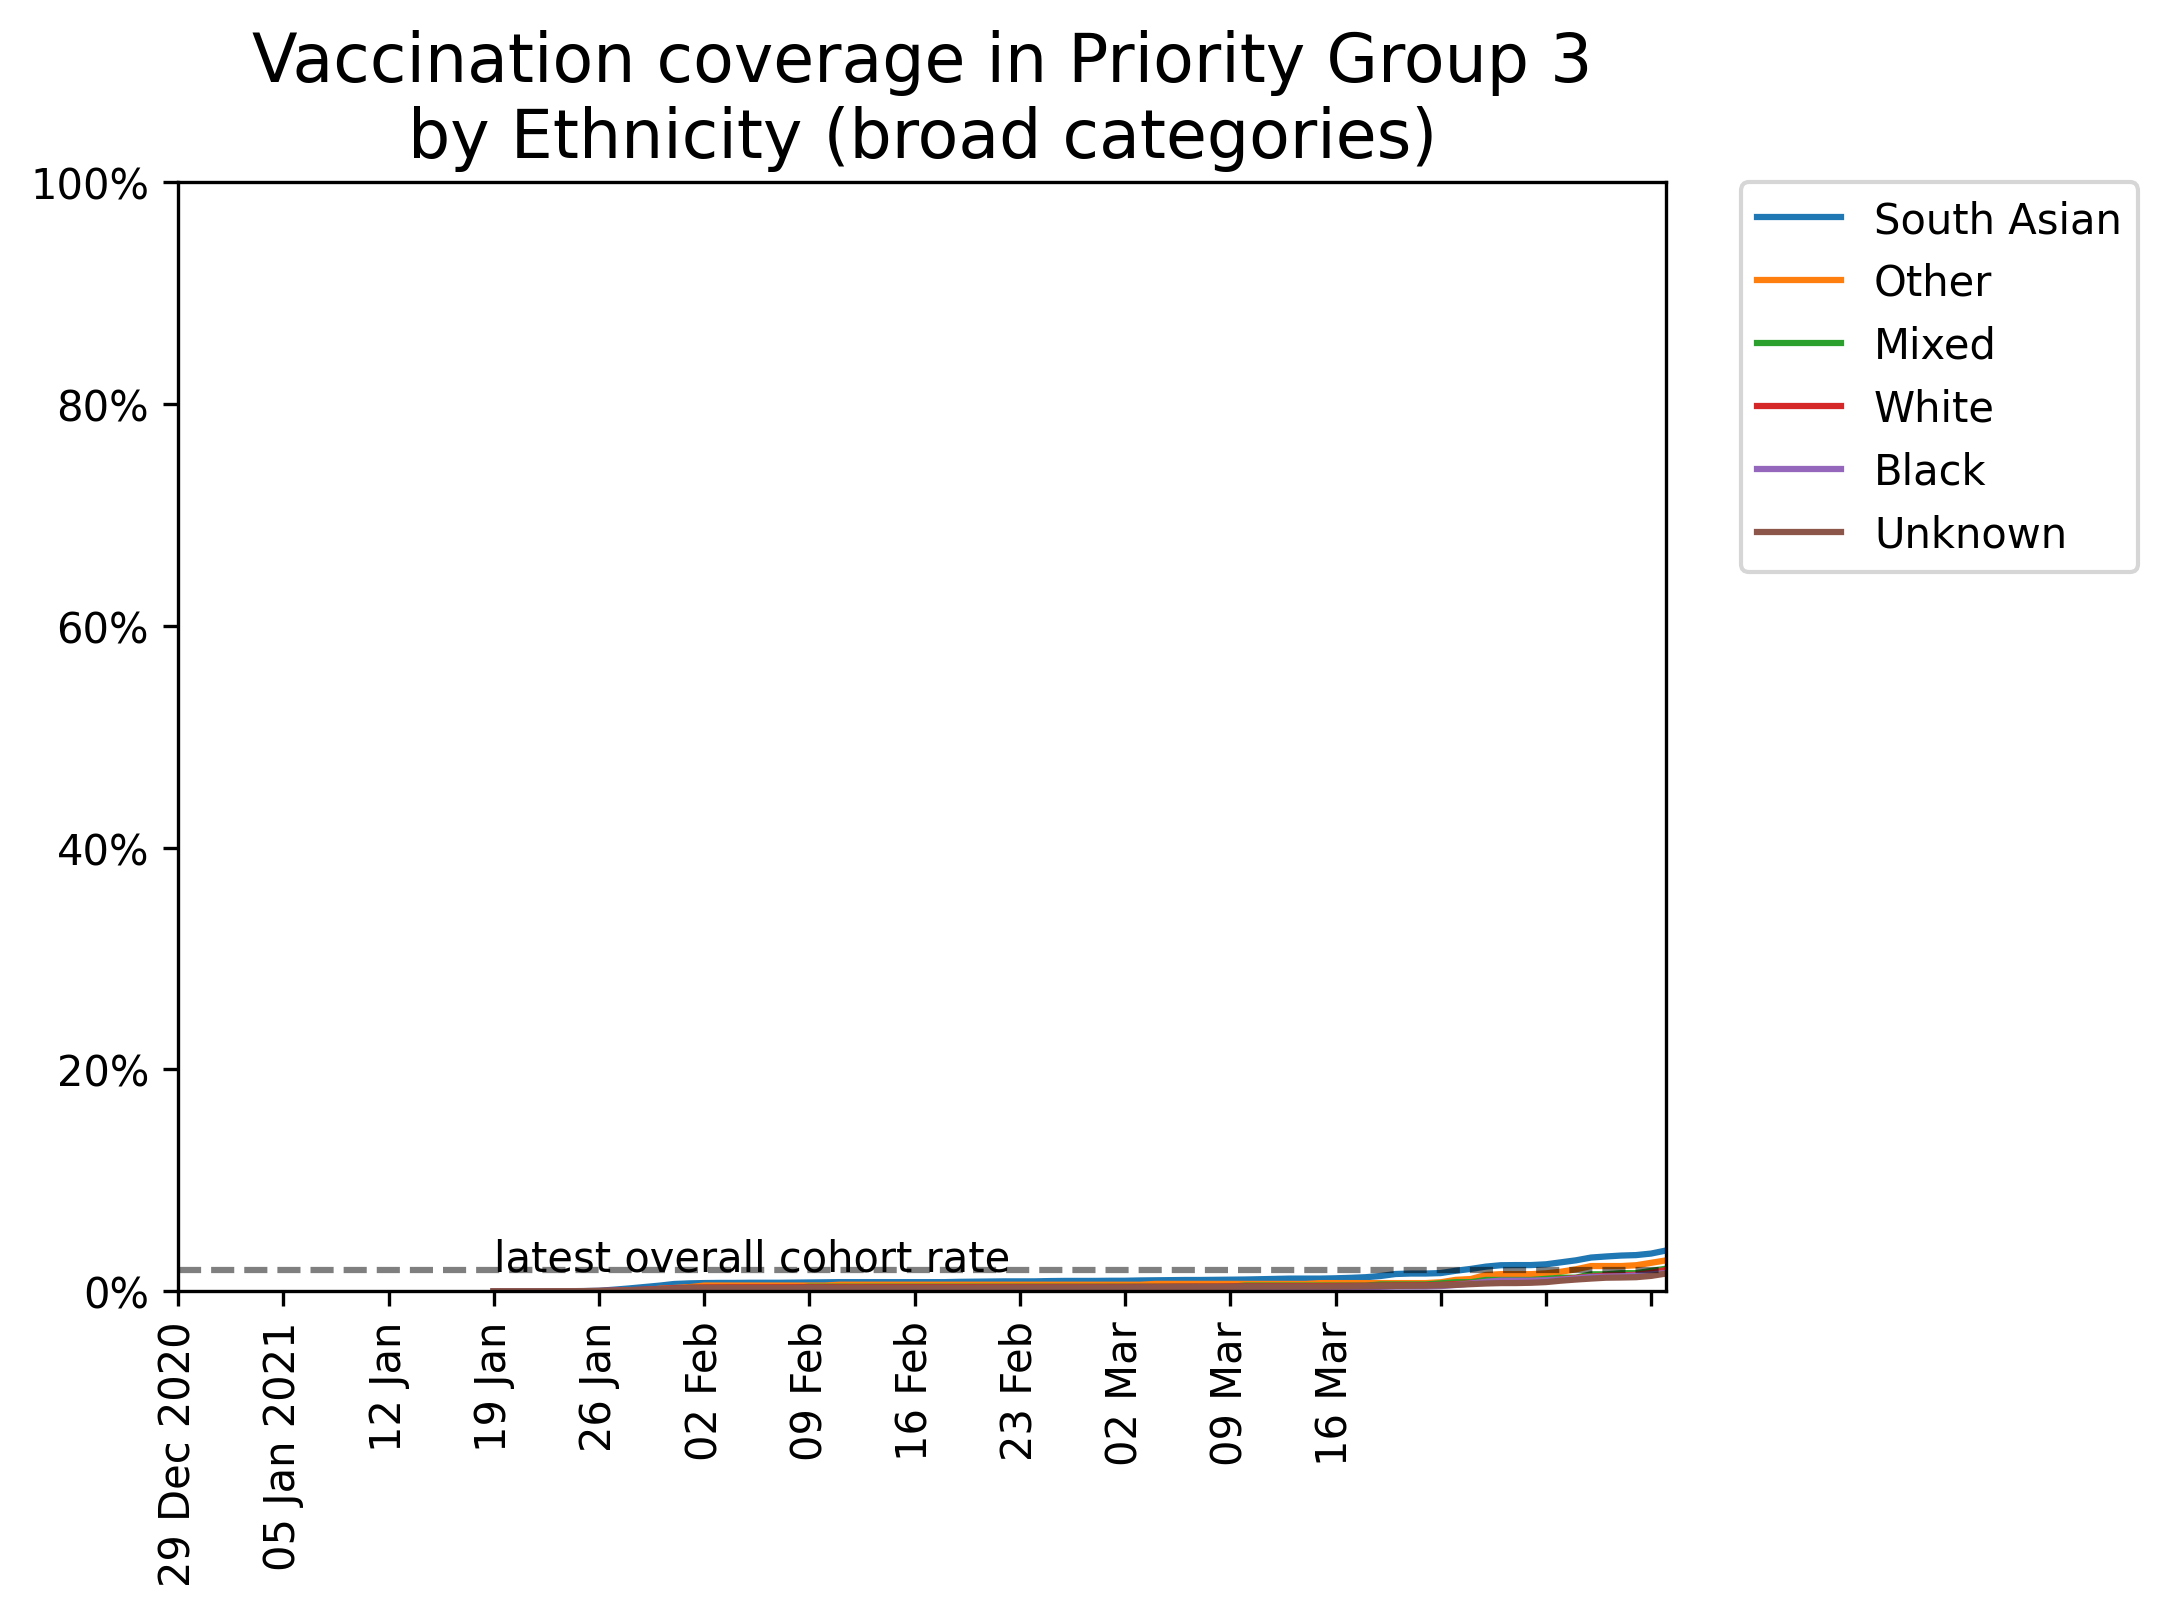 Vaccination coverage in Priority Group 3
by Ethnicity (broad categories)
100%
80%
60%
40%
20%
0%
latest overall cohort rate
29 Dec 2020
05 Jan 2021
12 Jan
19 Jan
26 Jan
02 Feb
09 Feb
16 Feb
23 Feb
02 Mar
09 Mar
16 Mar
South Asian
Other
Mixed
White
Black
Unknown